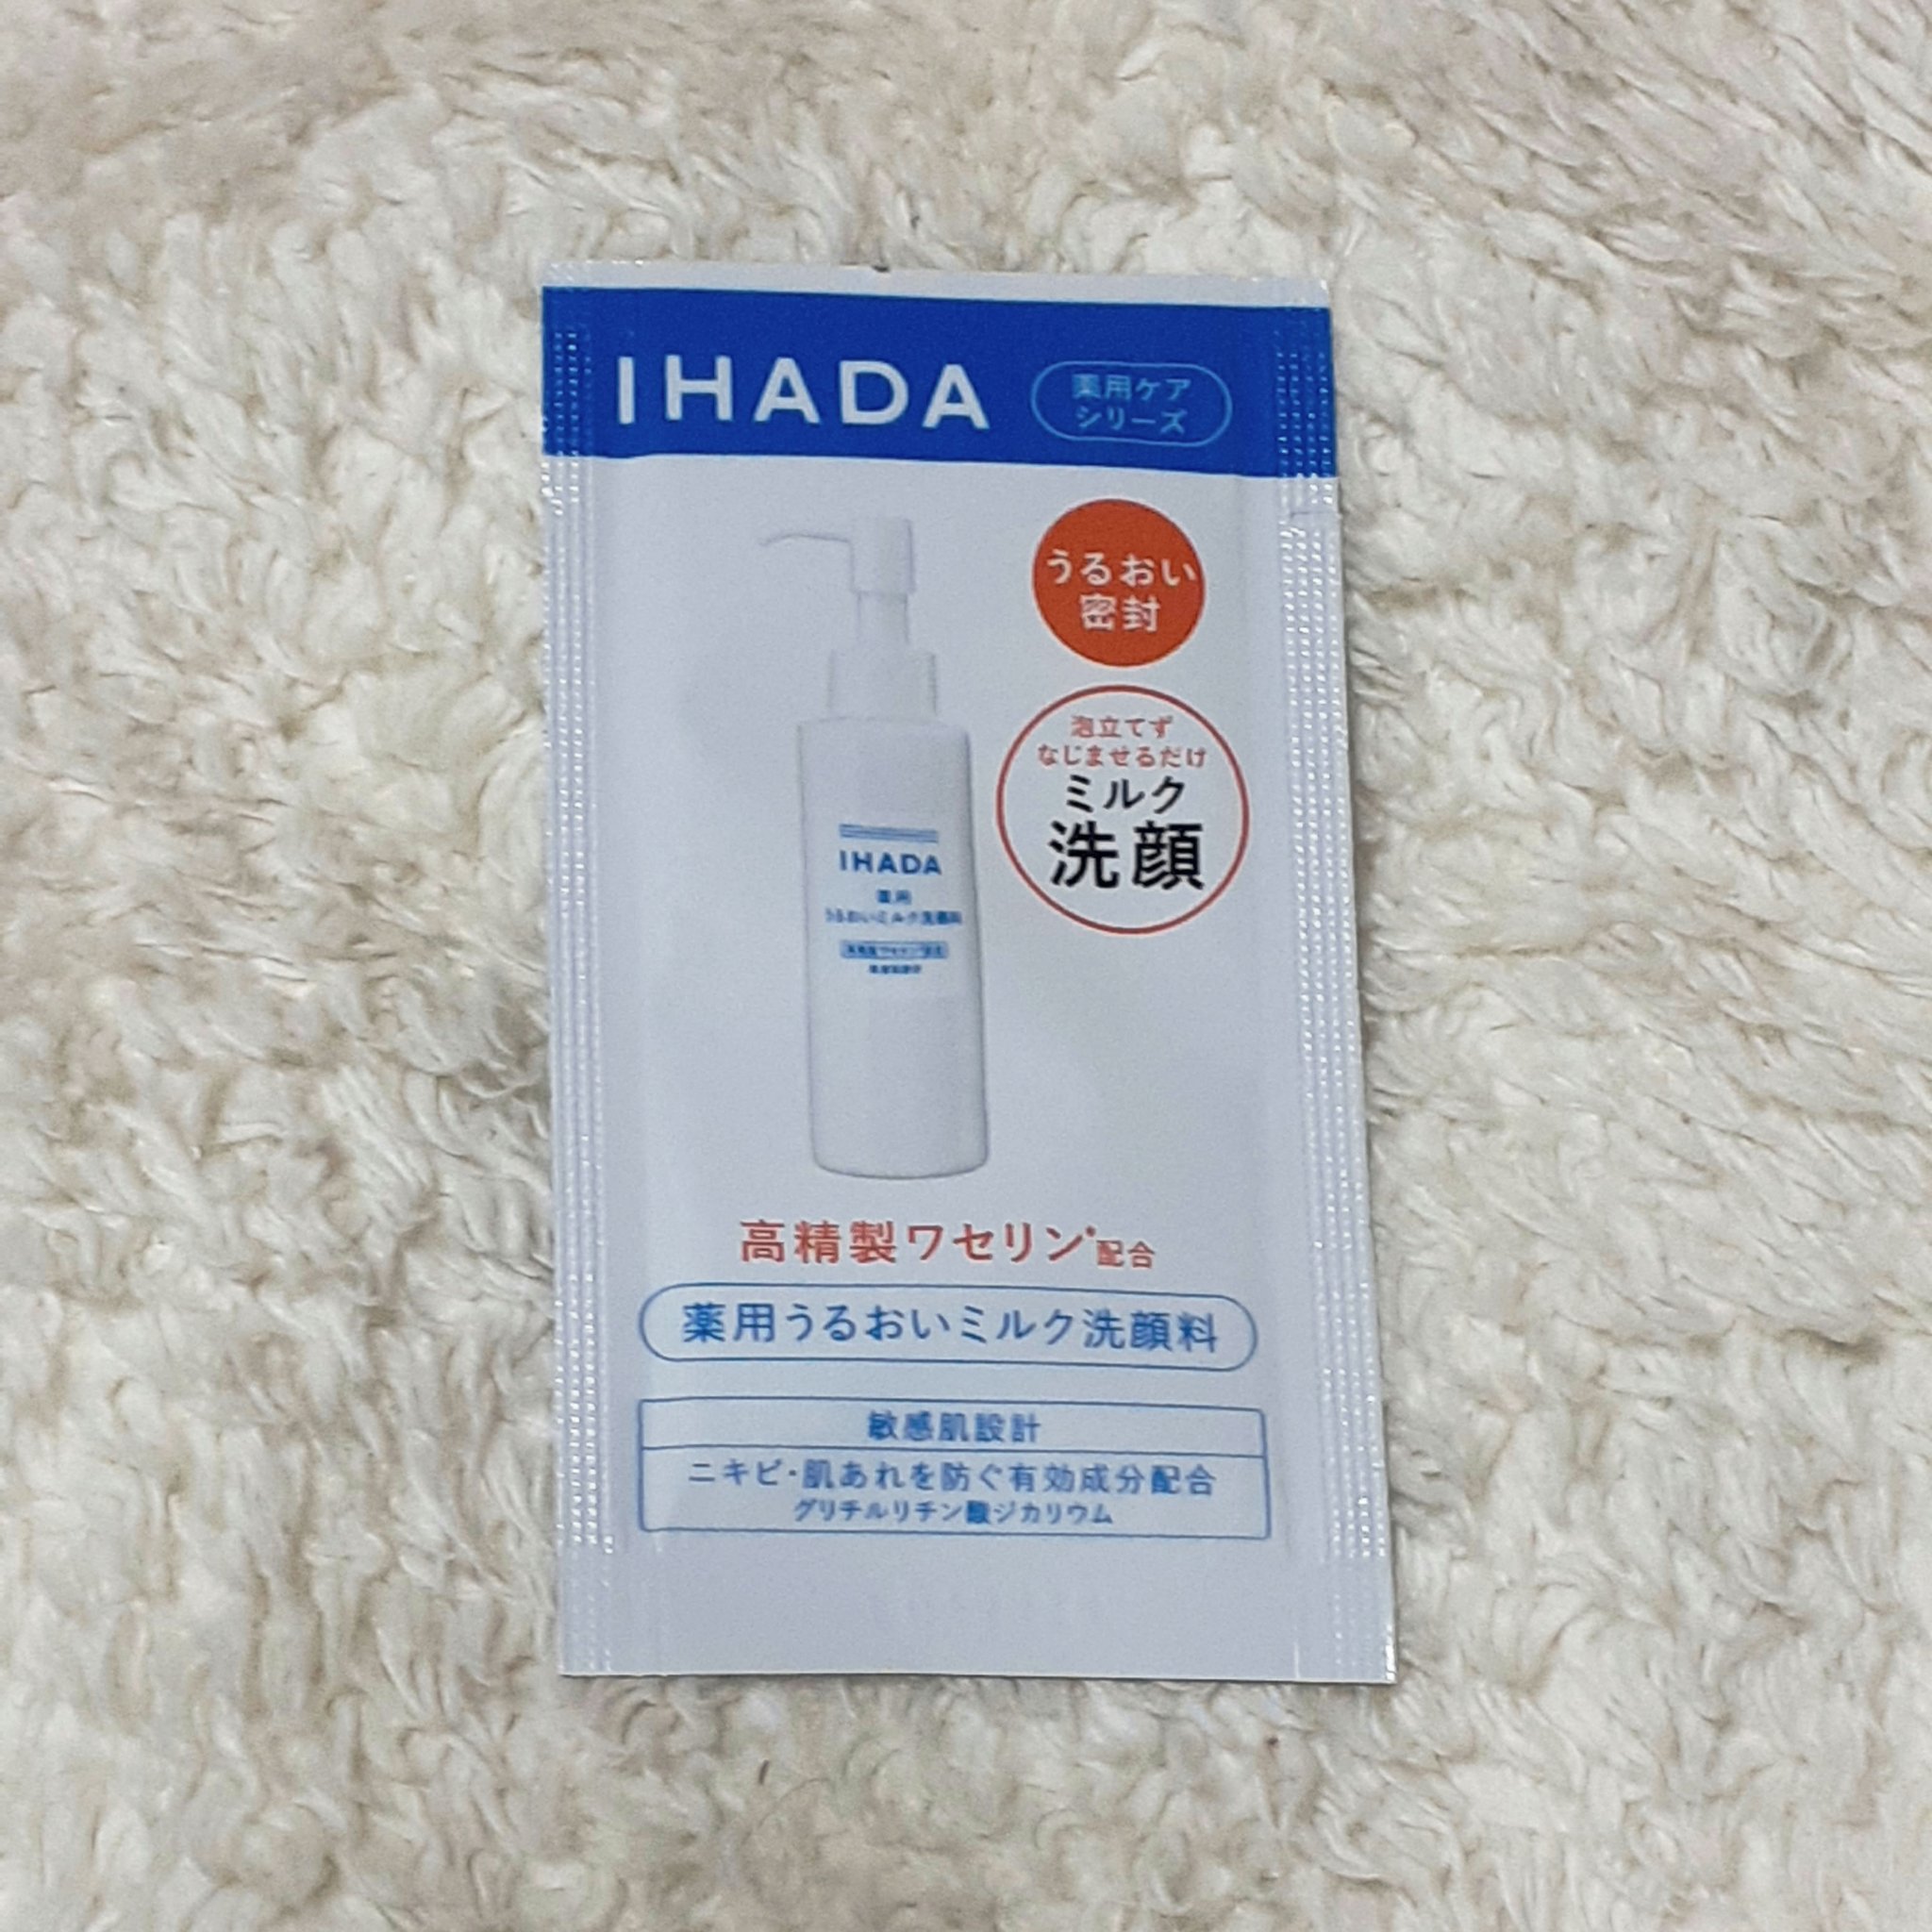 IHADA
薬用ケア
シリーズ
うるおい
密封
泡立てず
なじませるだけ
ミルク
洗顔
IHADA
薬用
うるおいミルク洗顔料
高精製ワセリン*配合
薬用うるおいミルク洗顔料
敏感肌設計
ニキビ・肌あれを防ぐ有効成分配合
グリチルリチン酸ジカリウム